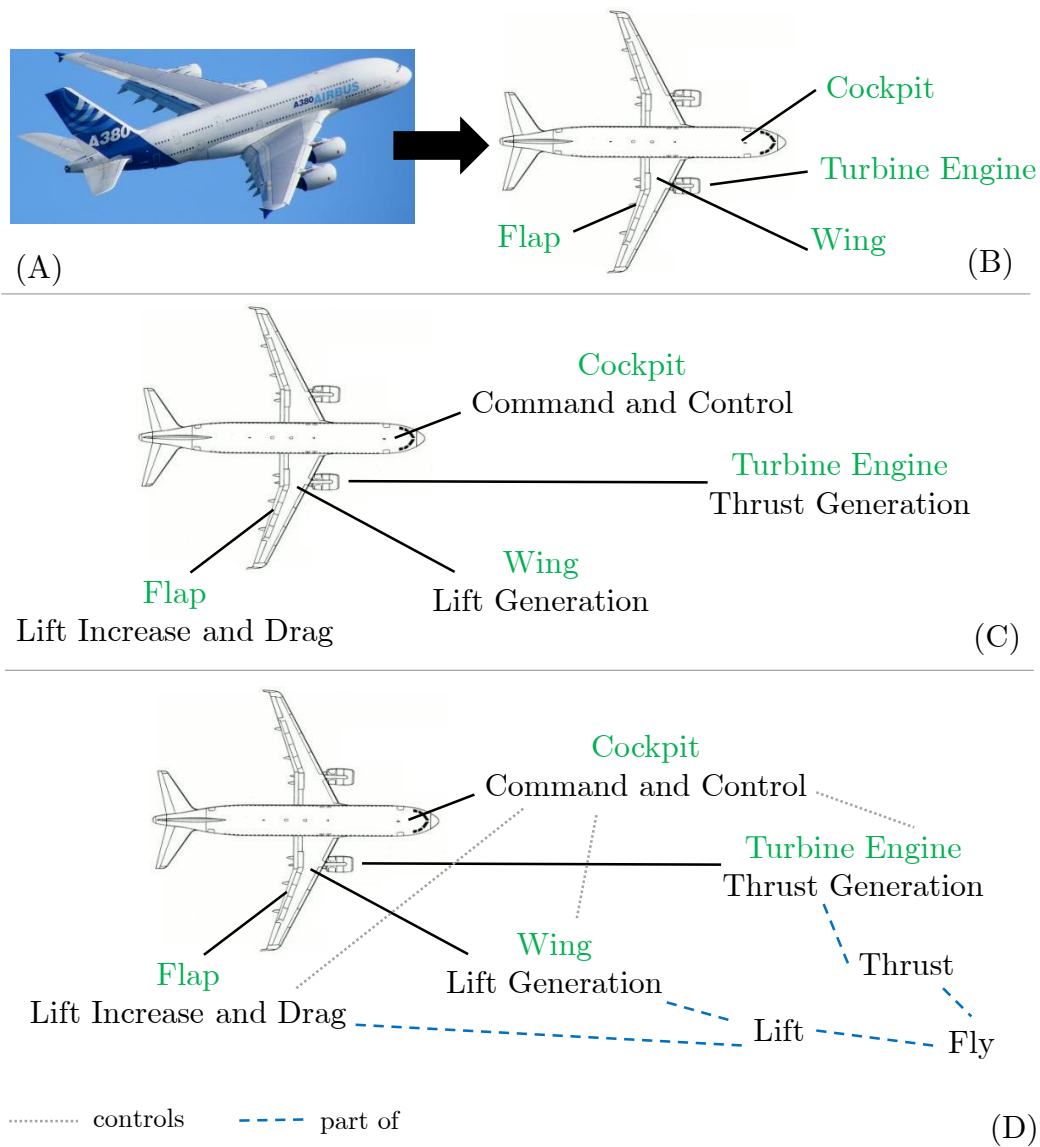 A380 AIRBUS
A380
Cockpit
Turbine Engine
Flap
Wing
(A)
(B)
Cockpit
Command and Control
Turbine Engine
Thrust Generation
Wing
Lift Generation
Flap
Lift Increase and Drag
(C)
Cockpit
Command and Control
Turbine Engine
Thrust Generation
Wing
Lift Generation
Flap
Lift Increase and Drag
Thrust
Lift
Fly
controls
part of
(D)